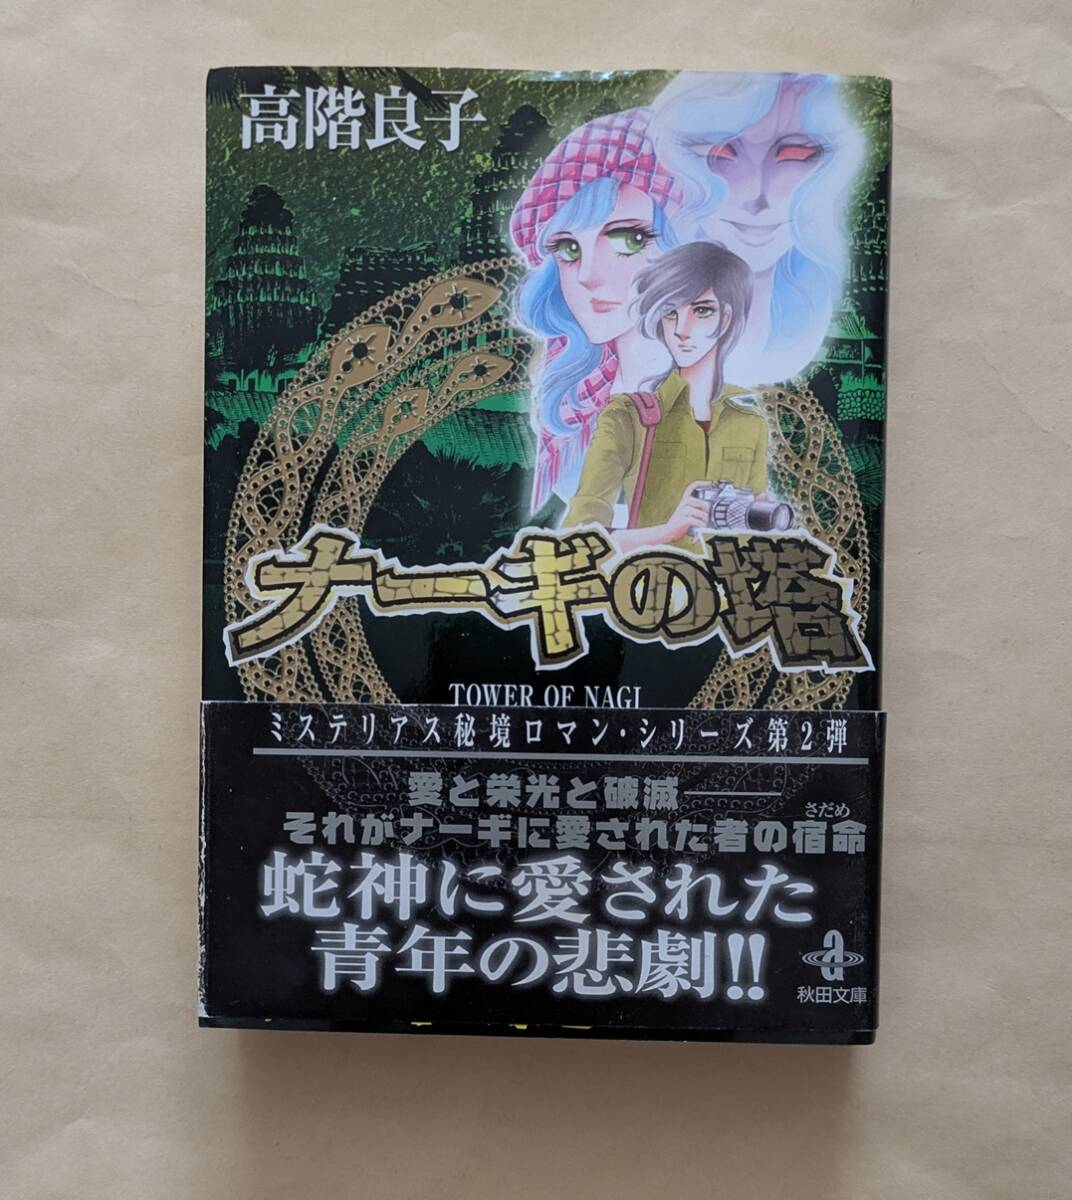 高階良子
ナーギの塔
TOWER OF NAGI
ミステリアス秘境ロマン・シリーズ第2弾
愛と栄光と破滅――
さだめ
それがナーギに愛された者の宿命
蛇神に愛された
青年の悲劇!!
a
秋田文庫